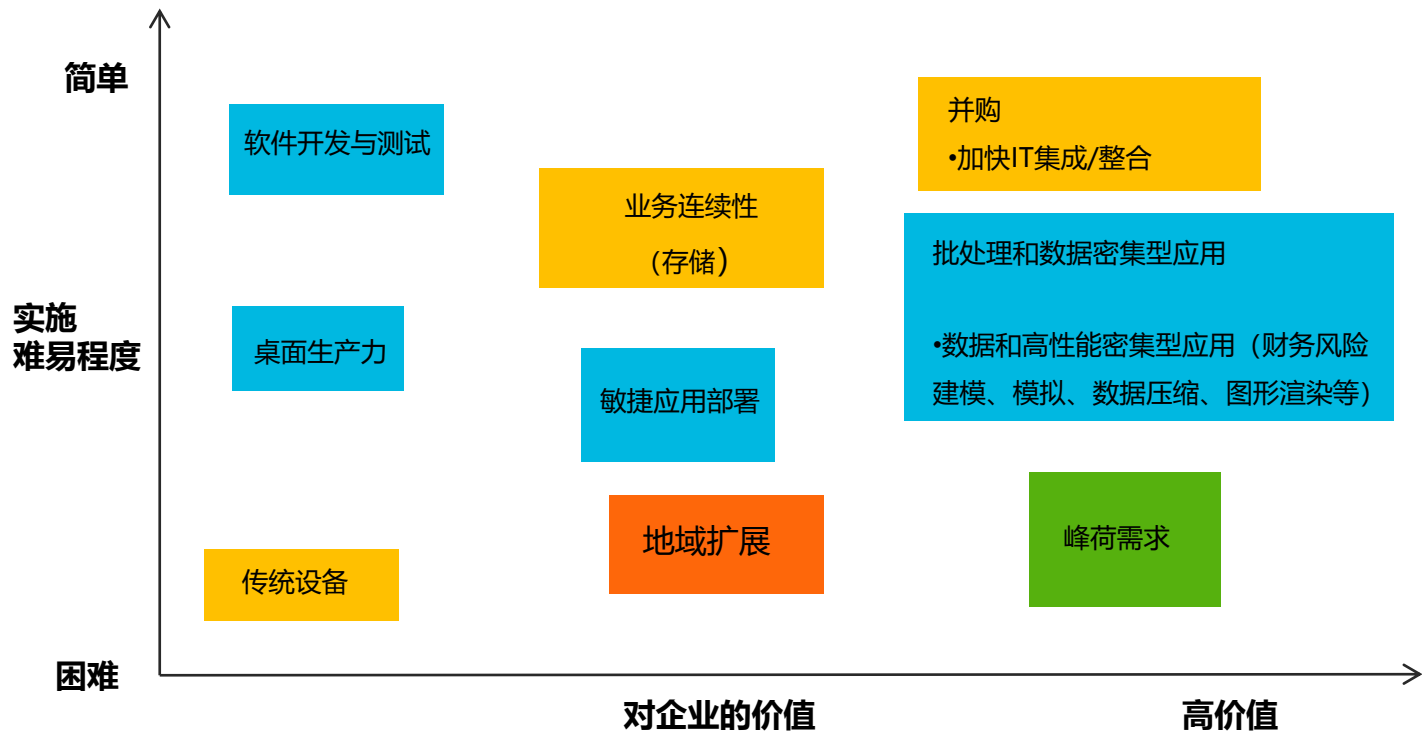 简单
软件开发与测试
并购
•加快IT集成/整合
业务连续性
（存储）
批处理和数据密集型应用
•数据和高性能密集型应用（财务风险
建模、模拟、数据压缩、图形渲染等）
实施
难易程度
桌面生产力
敏捷应用部署
地域扩展
峰荷需求
传统设备
困难
对企业的价值
高价值